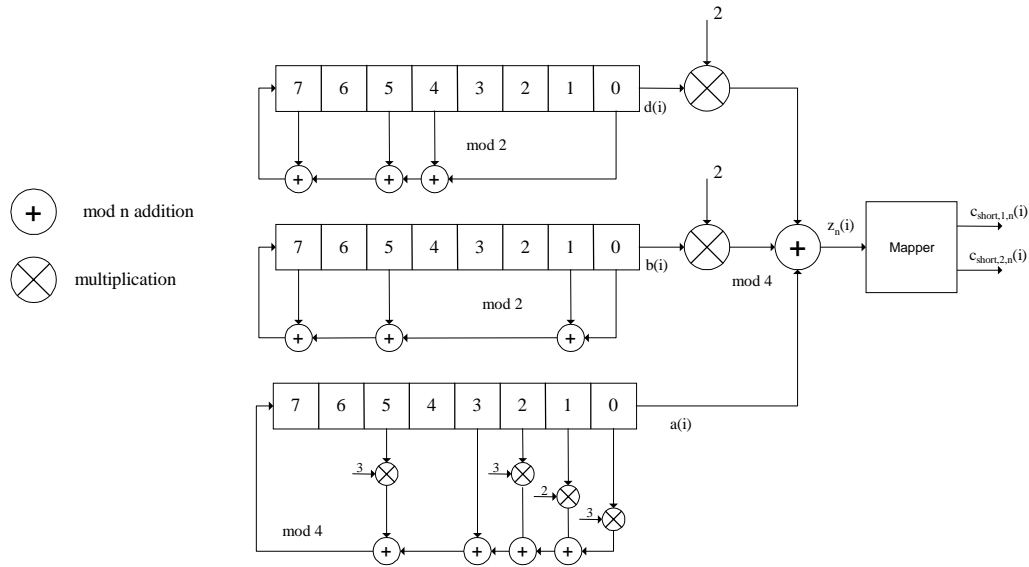 2
7 6 5 4 3 2 1 0
d(i)
mod 2
2
+ + +
+ mod n addition
multiplication
7 6 5 4 3 2 1 0
b(i)
mod 2
+ + +
mod 4
+
z_n(i)
Mapper
c_short,1,n(i)
c_short,2,n(i)
7 6 5 4 3 2 1 0
a(i)
3
3
2
3
mod 4
+ + + +